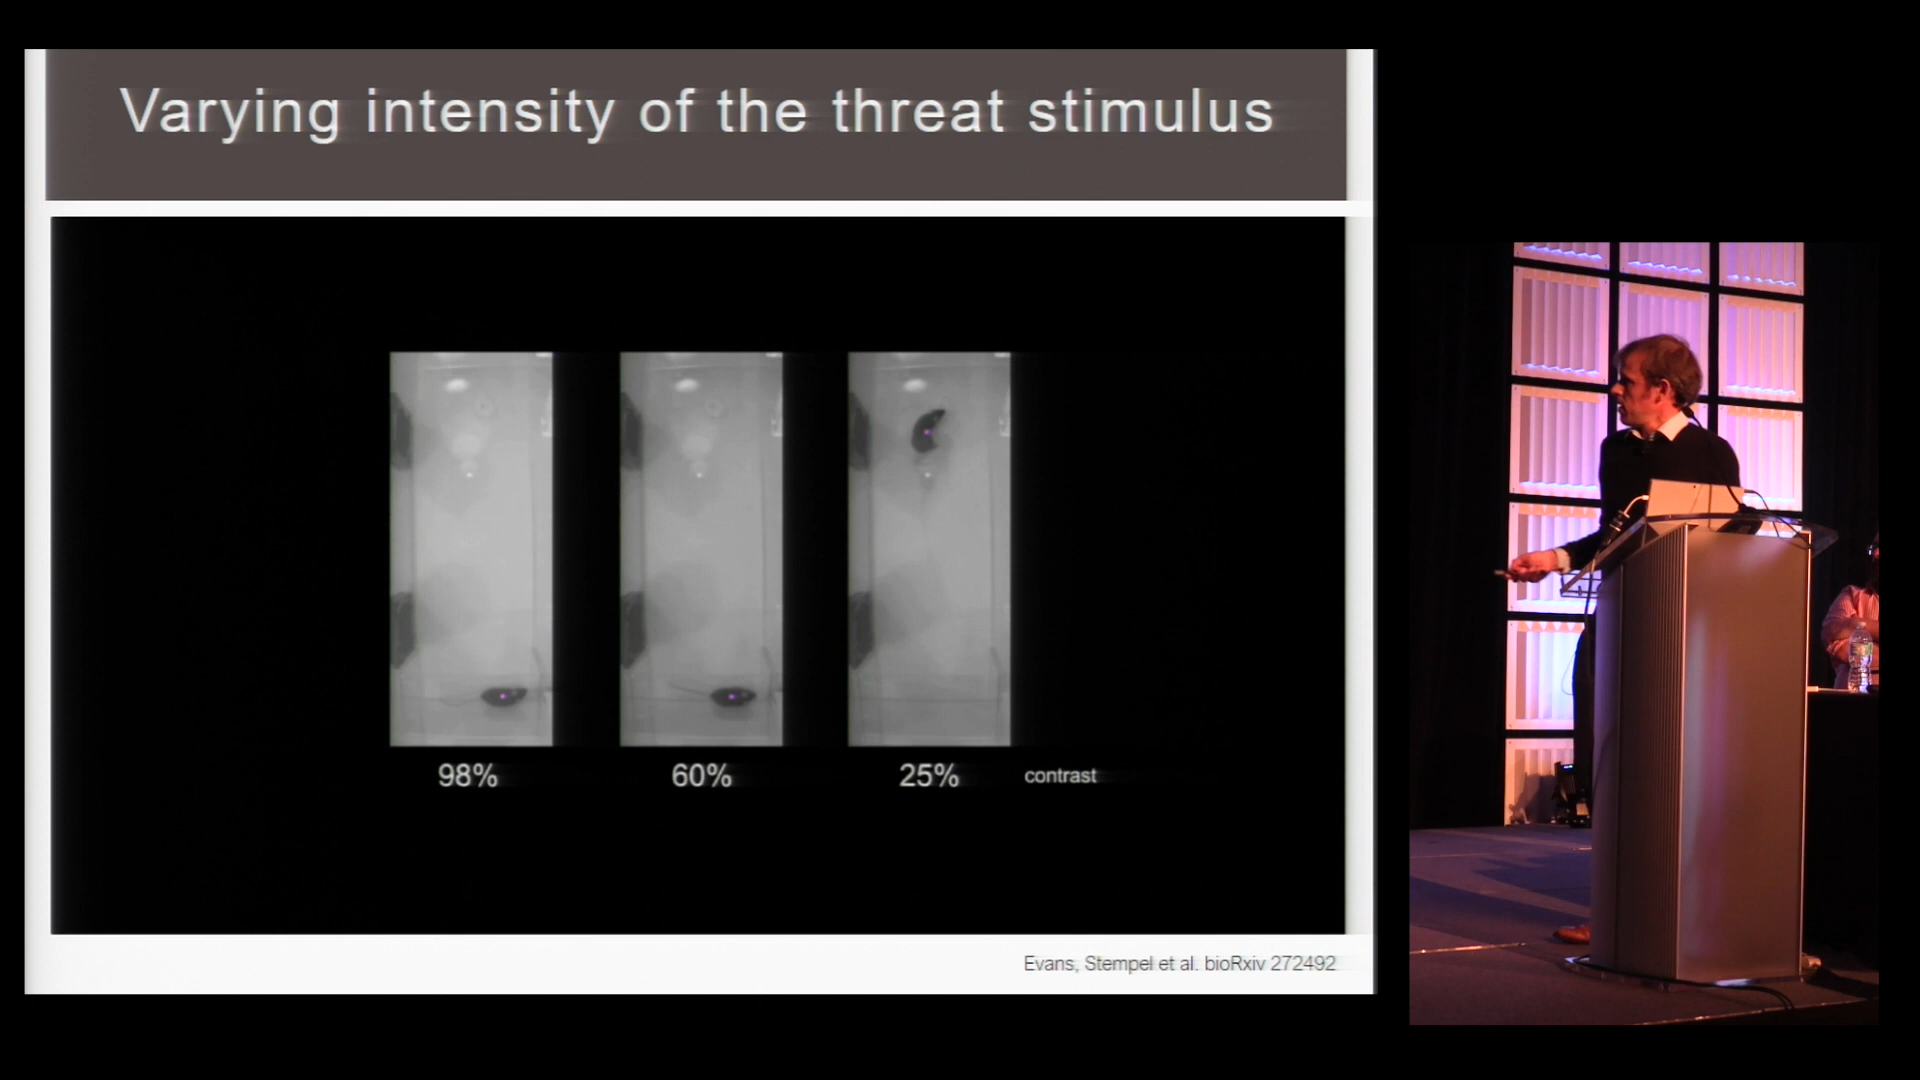 Varying intensity of the threat stimulus
98%
60%
25%
contrast
Evans, Stempel et al. bioRxiv 272492